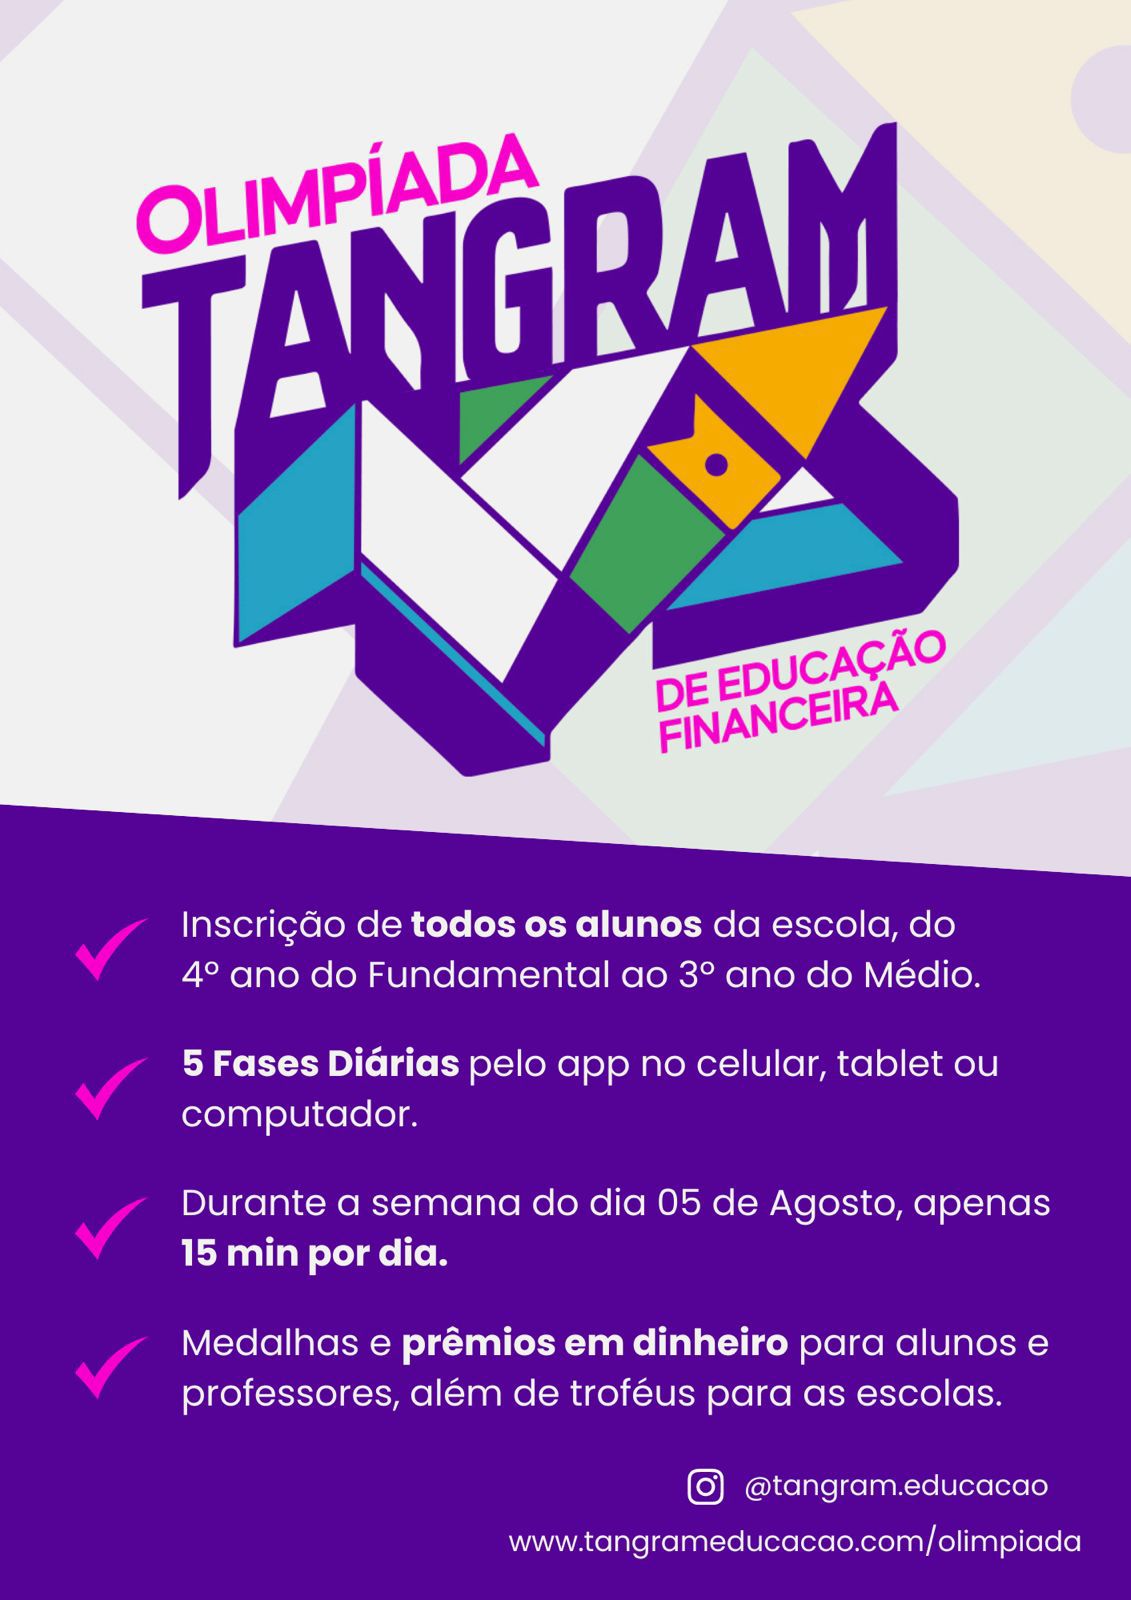 OLIMPÍADA
TANGRAM
DE EDUCAÇÃO
FINANCEIRA
Inscrição de todos os alunos da escola, do
4º ano do Fundamental ao 3º ano do Médio.
5 Fases Diárias pelo app no celular, tablet ou
computador.
Durante a semana do dia 05 de Agosto, apenas
15 min por dia.
Medalhas e prêmios em dinheiro para alunos e
professores, além de troféus para as escolas.
@tangram.educacao
www.tangrameducacao.com/olimpiada